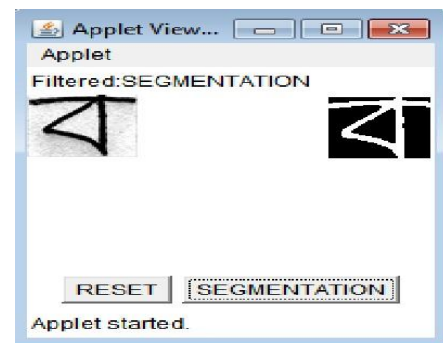 Applet View...
Applet
Filtered:SEGMENTATION
ব ব
RESET SEGMENTATION
Applet started.